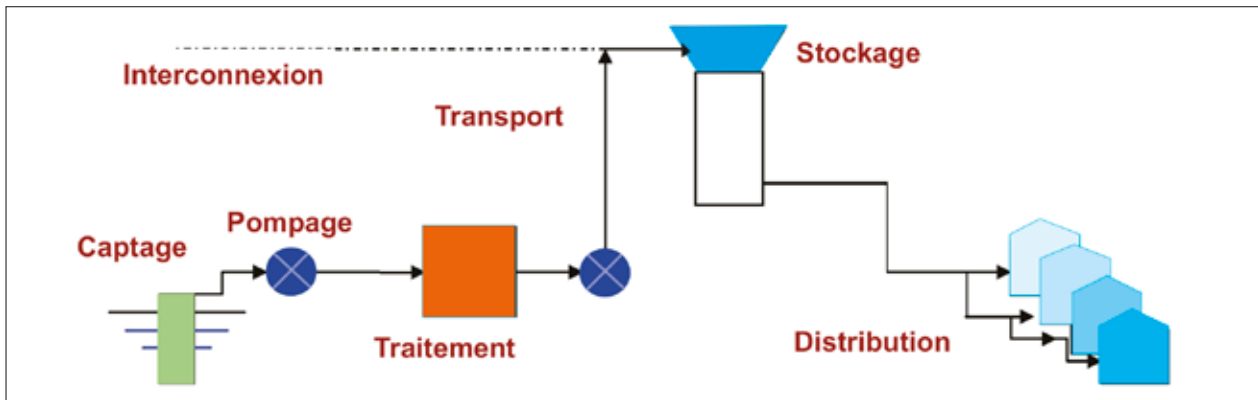 Interconnexion
Stockage
Transport
Pompage
Captage
Traitement
Distribution